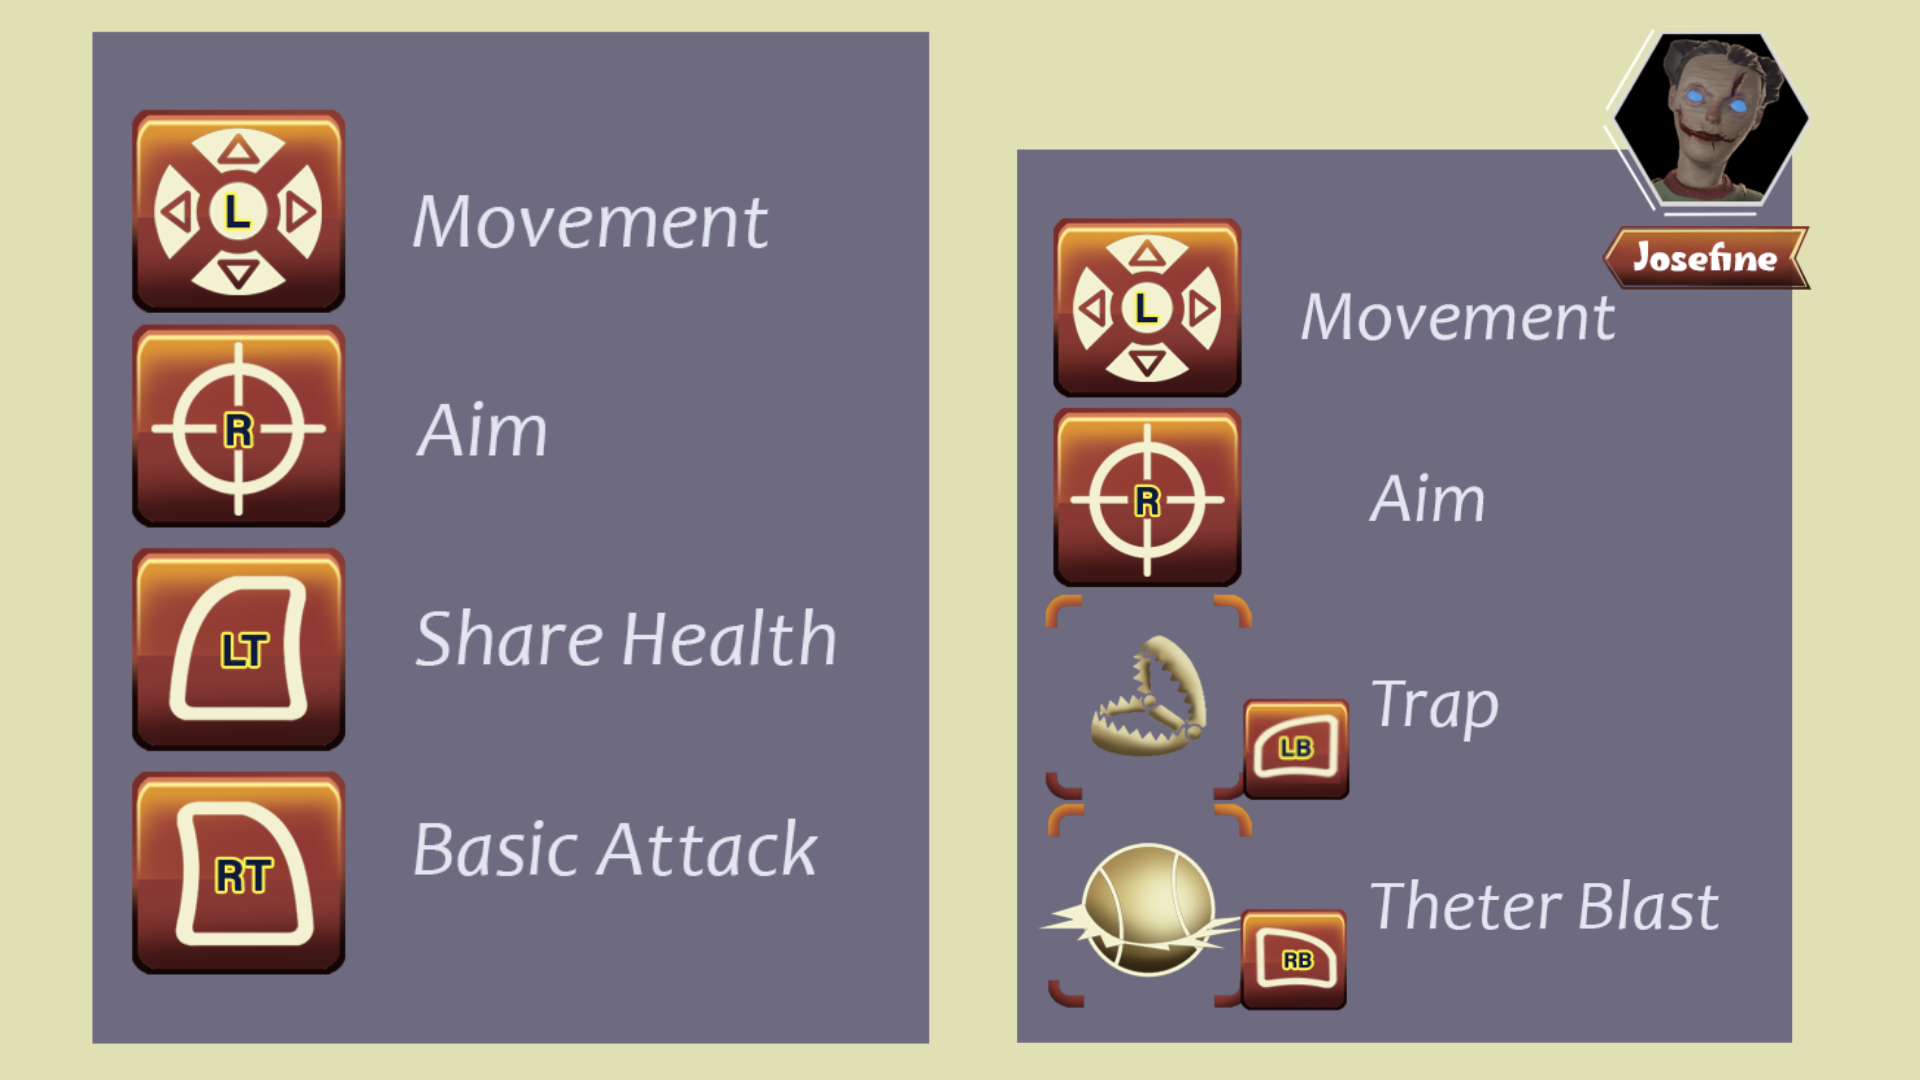 L
Movement
R
Aim
LT
Share Health
RT
Basic Attack
Josefine
L
Movement
R
Aim
Trap
LB
Theter Blast
RB